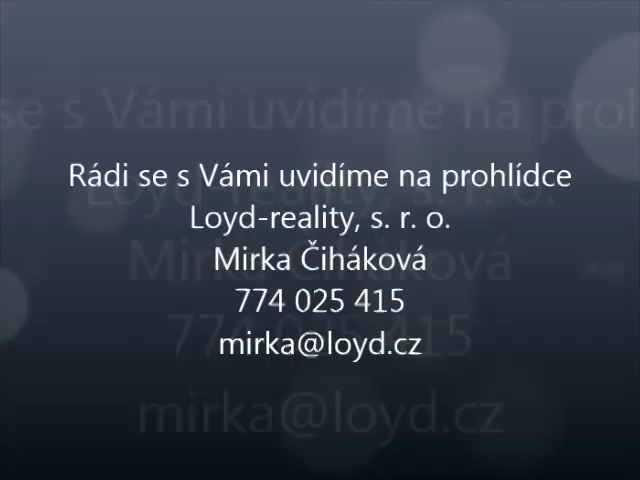 Rádi se s Vámi uvidíme na prohlídce
Loyd-reality, s. r. o.
Mirka Čiháková
774 025 415
mirka@loyd.cz